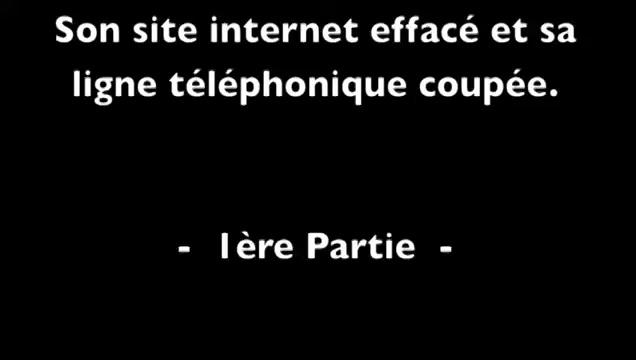 Son site internet effacé et sa
ligne téléphonique coupée.
- 1ère Partie -